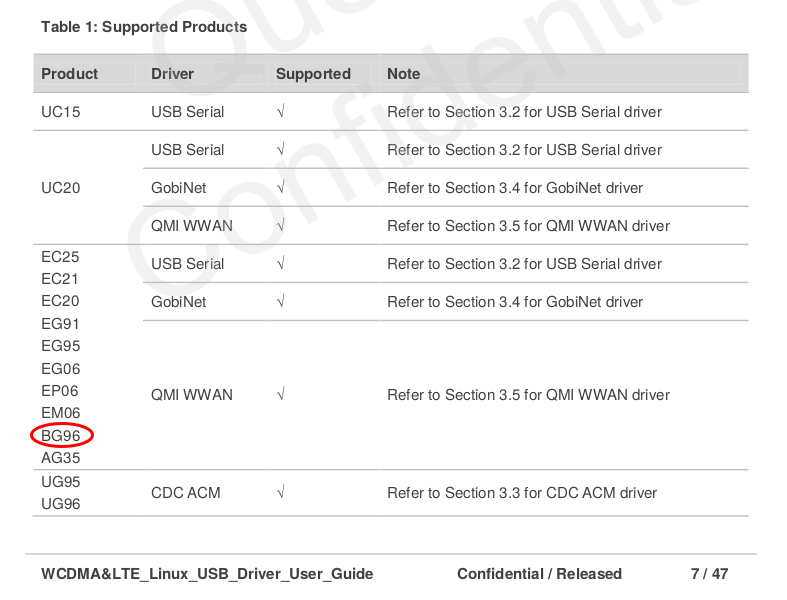 Table 1: Supported Products
Product Driver Supported Note
UC15 USB Serial √ Refer to Section 3.2 for USB Serial driver
UC20
USB Serial √ Refer to Section 3.2 for USB Serial driver
GobiNet √ Refer to Section 3.4 for GobiNet driver
QMI WWAN √ Refer to Section 3.5 for QMI WWAN driver
EC25
EC21
EC20
EG91
EG95
EG06
EP06
EM06
BG96
AG35
USB Serial √ Refer to Section 3.2 for USB Serial driver
GobiNet √ Refer to Section 3.4 for GobiNet driver
QMI WWAN √ Refer to Section 3.5 for QMI WWAN driver
UG95
UG96
CDC ACM √ Refer to Section 3.3 for CDC ACM driver
WCDMA&LTE_Linux_USB_Driver_User_Guide Confidential / Released 7 / 47